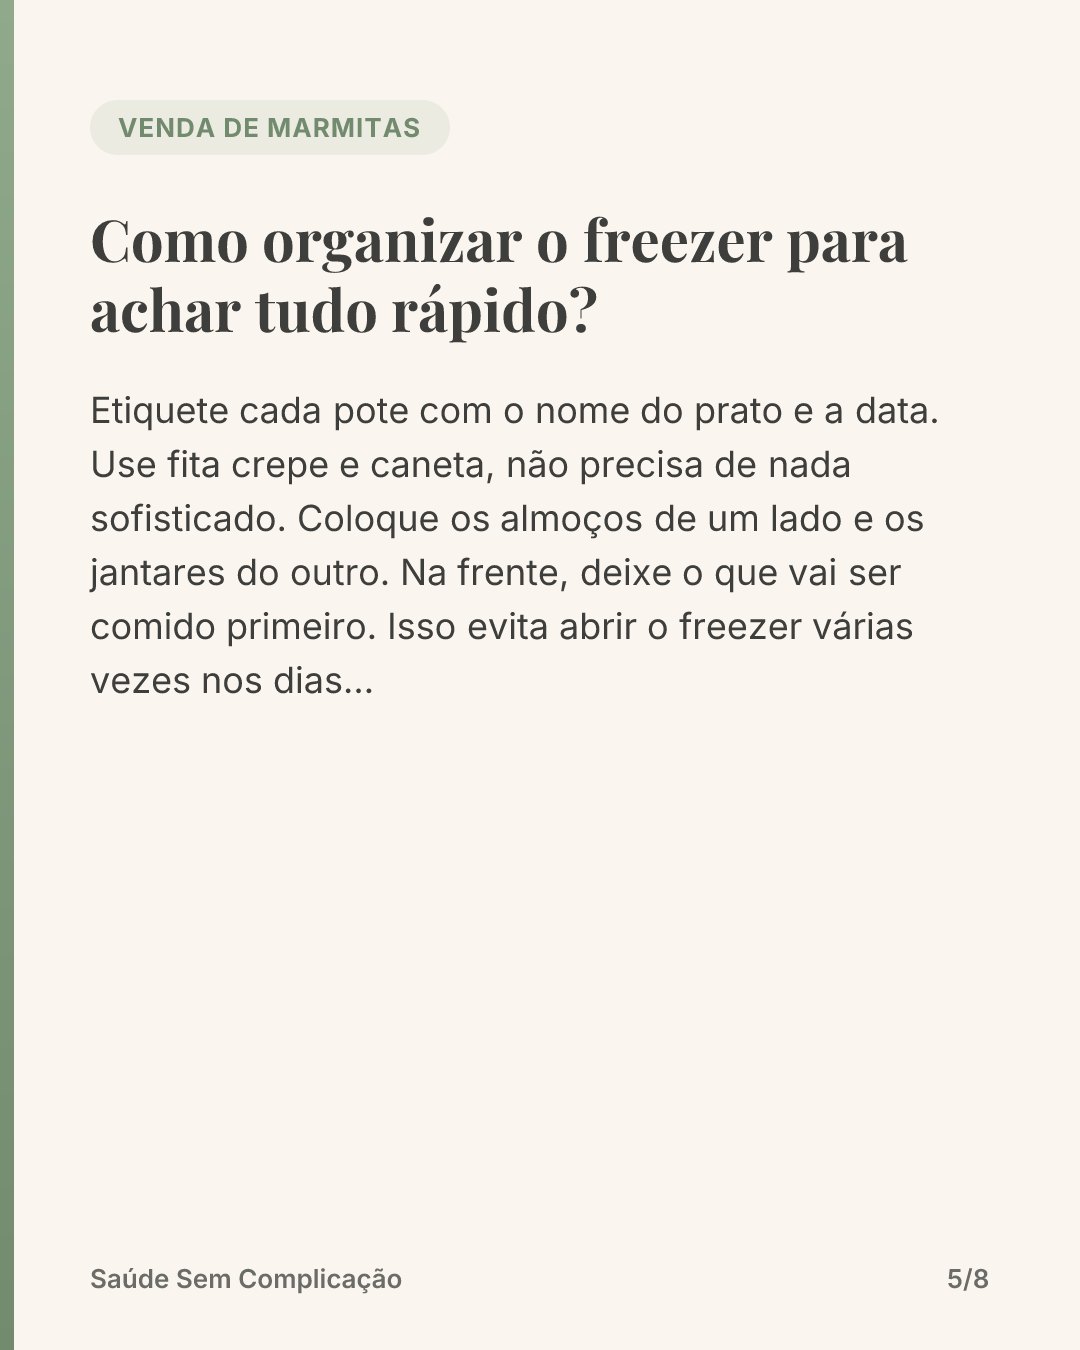 VENDA DE MARMITAS
Como organizar o freezer para
achar tudo rápido?
Etiquete cada pote com o nome do prato e a data.
Use fita crepe e caneta, não precisa de nada
sofisticado. Coloque os almoços de um lado e os
jantares do outro. Na frente, deixe o que vai ser
comido primeiro. Isso evita abrir o freezer várias
vezes nos dias...
Saúde Sem Complicação
5/8